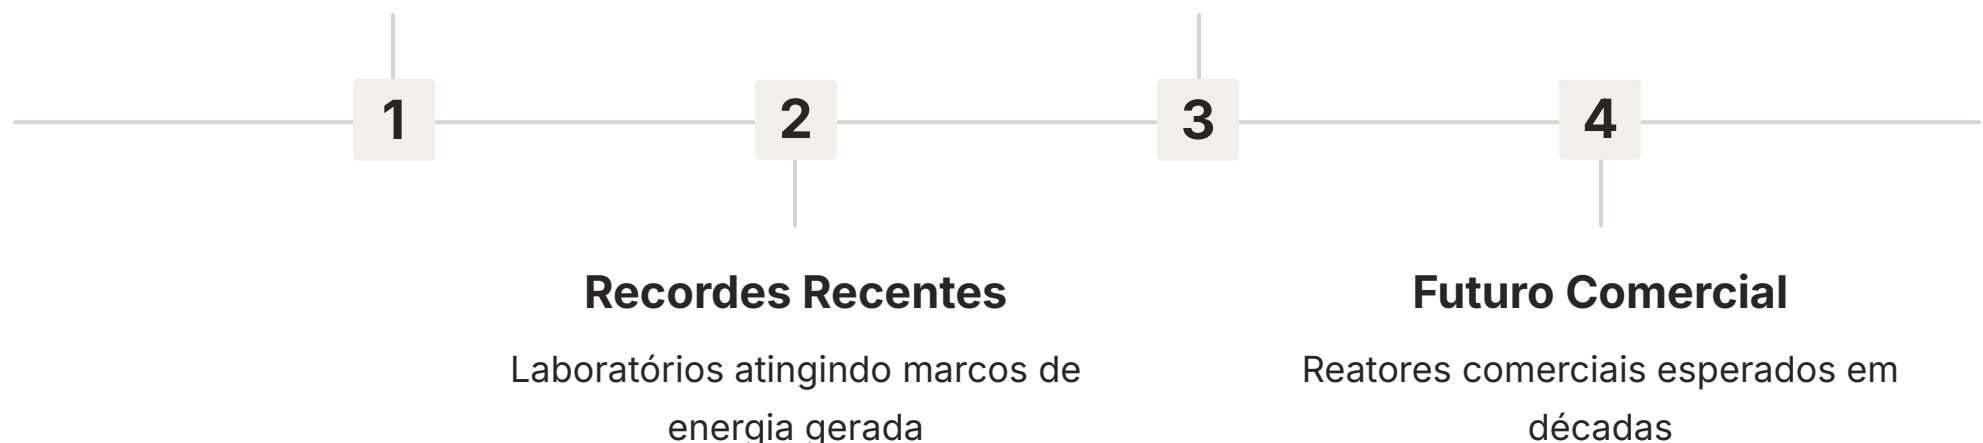 1
2
3
4
Recordes Recentes
Laboratórios atingindo marcos de
energia gerada
Futuro Comercial
Reatores comerciais esperados em
décadas